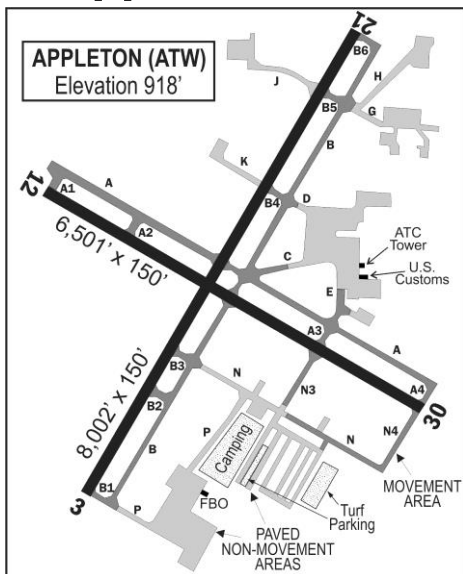 APPLETON (ATW)
Elevation 918'
21
B6
H
J
B5
G
B
K
B4
D
12
A1
A
A2
6,501' x 150'
C
ATC
Tower
U.S.
Customs
E
A3
A
A4
30
B3
N
N3
N4
N
8,002' x 150'
B2
P
Camping
B
MOVEMENT
AREA
B1
3
P
FBO
Turf
Parking
PAVED
NON-MOVEMENT
AREAS